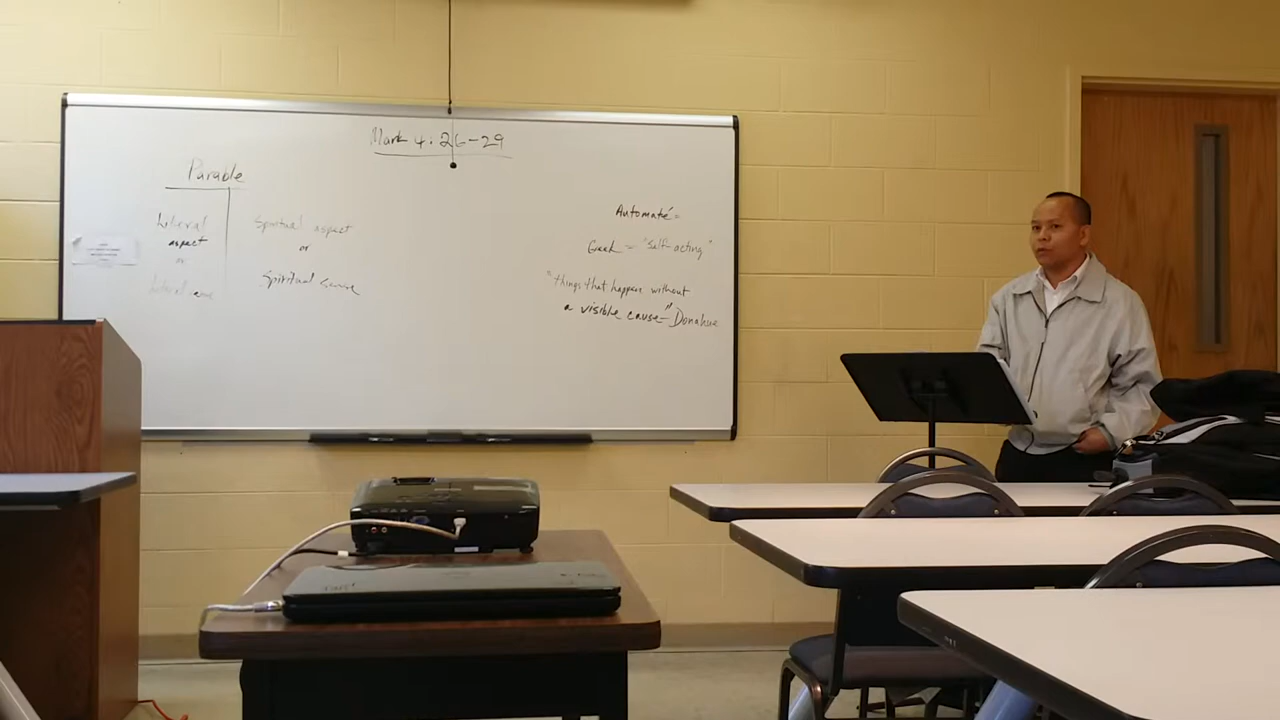 Mark 4:26-29
Parable
Literal
aspect
or
Spiritual aspect
or
Spiritual cause
Automaté =
Greek = "Self-acting"
"things that happen without
a visible cause-" Donahue